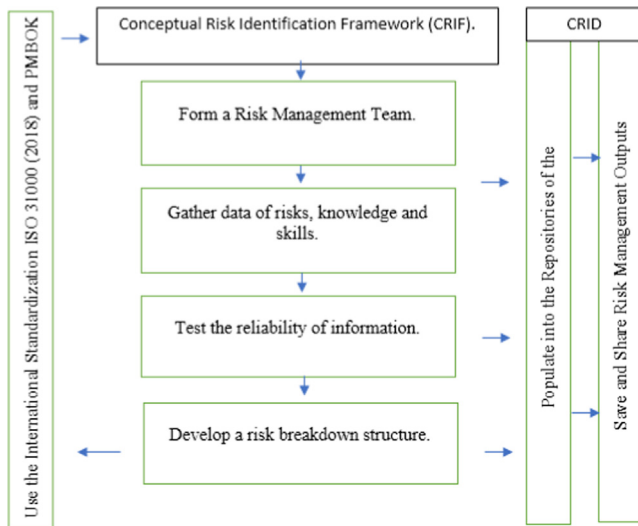 Use the International Standardization ISO 31000 (2018) and PMBOK
Conceptual Risk Identification Framework (CRIF).
Form a Risk Management Team.
Gather data of risks, knowledge and
skills.
Test the reliability of information.
Develop a risk breakdown structure.
CRID
Populate into the Repositories of the
Save and Share Risk Management Outputs